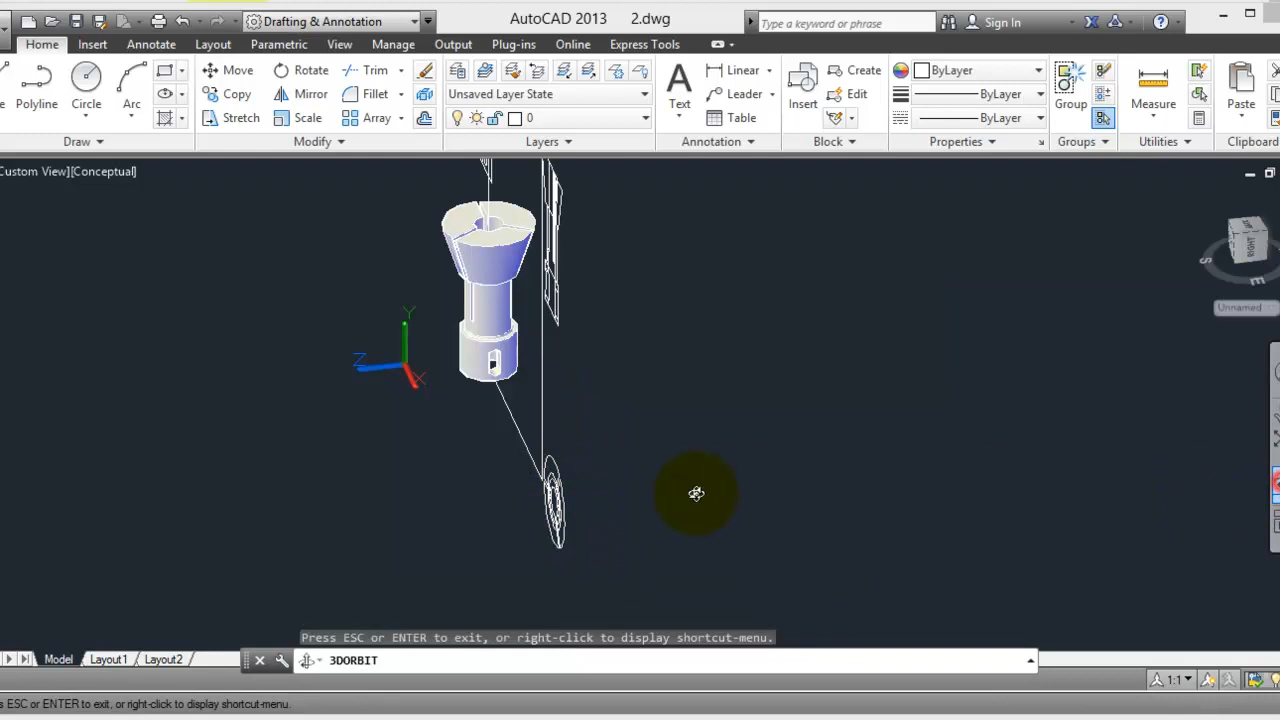 Drafting & Annotation
AutoCAD 2013
2.dwg
Type a keyword or phrase
Sign In
Home
Insert
Annotate
Layout
Parametric
View
Manage
Output
Plug-ins
Online
Express Tools
Polyline
Circle
Arc
Move
Rotate
Trim
Copy
Mirror
Fillet
Stretch
Scale
Array
Unsaved Layer State
0
Text
Linear
Leader
Table
Insert
Create
Edit
ByLayer
ByLayer
ByLayer
Group
Measure
Paste
Draw
Modify
Layers
Annotation
Block
Properties
Groups
Utilities
Clipboard
Custom View][Conceptual]
RIGHT
S
E
Unnamed
Y
Z
X
Press ESC or ENTER to exit, or right-click to display shortcut-menu.
Model
Layout1
Layout2
3DORBIT
1:1
s ESC or ENTER to exit, or right-click to display shortcut-menu.